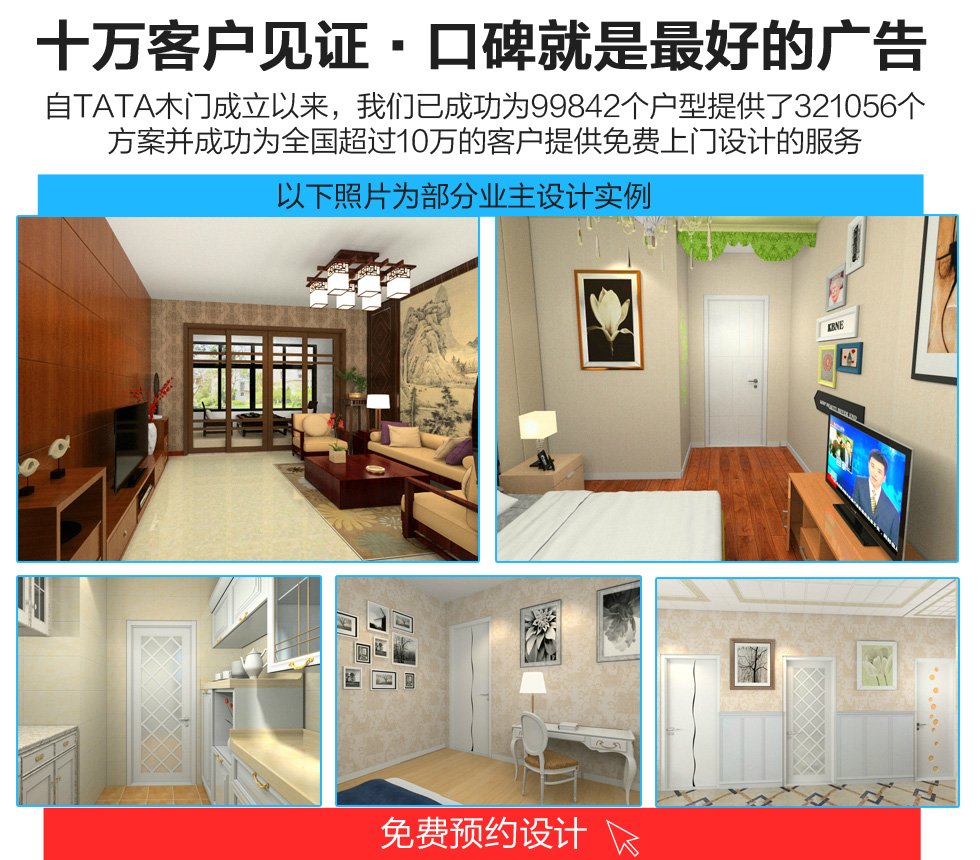 十万客户见证·口碑就是最好的广告
自TATA木门成立以来，我们已成功为99842个户型提供了321056个
方案并成功为全国超过10万的客户提供免费上门设计的服务
以下照片为部分业主设计实例
免费预约设计